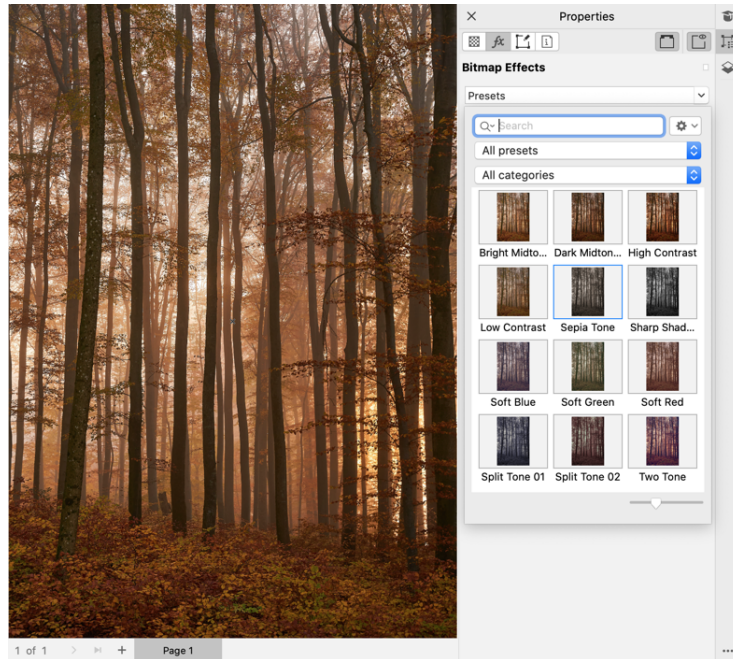 Properties
fx
Bitmap Effects
Presets
Search
All presets
All categories
Bright Midto... Dark Midton... High Contrast
Low Contrast Sepia Tone Sharp Shad...
Soft Blue Soft Green Soft Red
Split Tone 01 Split Tone 02 Two Tone
1 of 1 Page 1